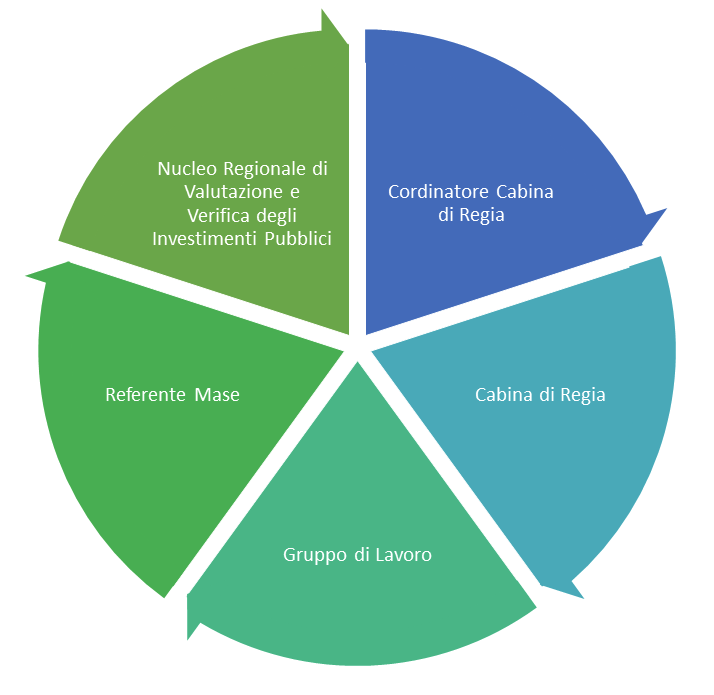 Nucleo Regionale di
Valutazione e
Verifica degli
Investimenti Pubblici
Cordinatore Cabina
di Regia
Referente Mase
Cabina di Regia
Gruppo di Lavoro